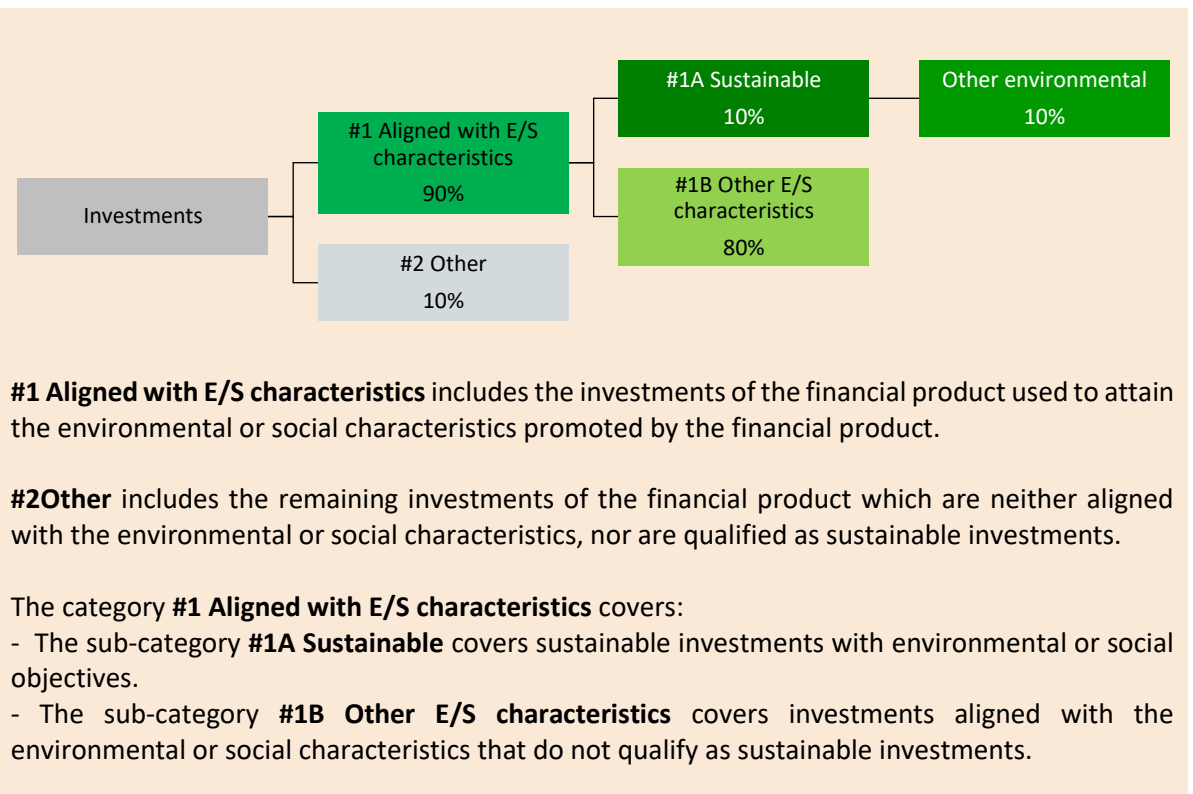 #1A Sustainable
10%
Other environmental
10%
#1 Aligned with E/S
characteristics
90%
#1B Other E/S
characteristics
80%
Investments
#2 Other
10%
#1 Aligned with E/S characteristics includes the investments of the financial product used to attain
the environmental or social characteristics promoted by the financial product.
#2Other includes the remaining investments of the financial product which are neither aligned
with the environmental or social characteristics, nor are qualified as sustainable investments.
The category #1 Aligned with E/S characteristics covers:
- The sub-category #1A Sustainable covers sustainable investments with environmental or social
objectives.
- The sub-category #1B Other E/S characteristics covers investments aligned with the
environmental or social characteristics that do not qualify as sustainable investments.